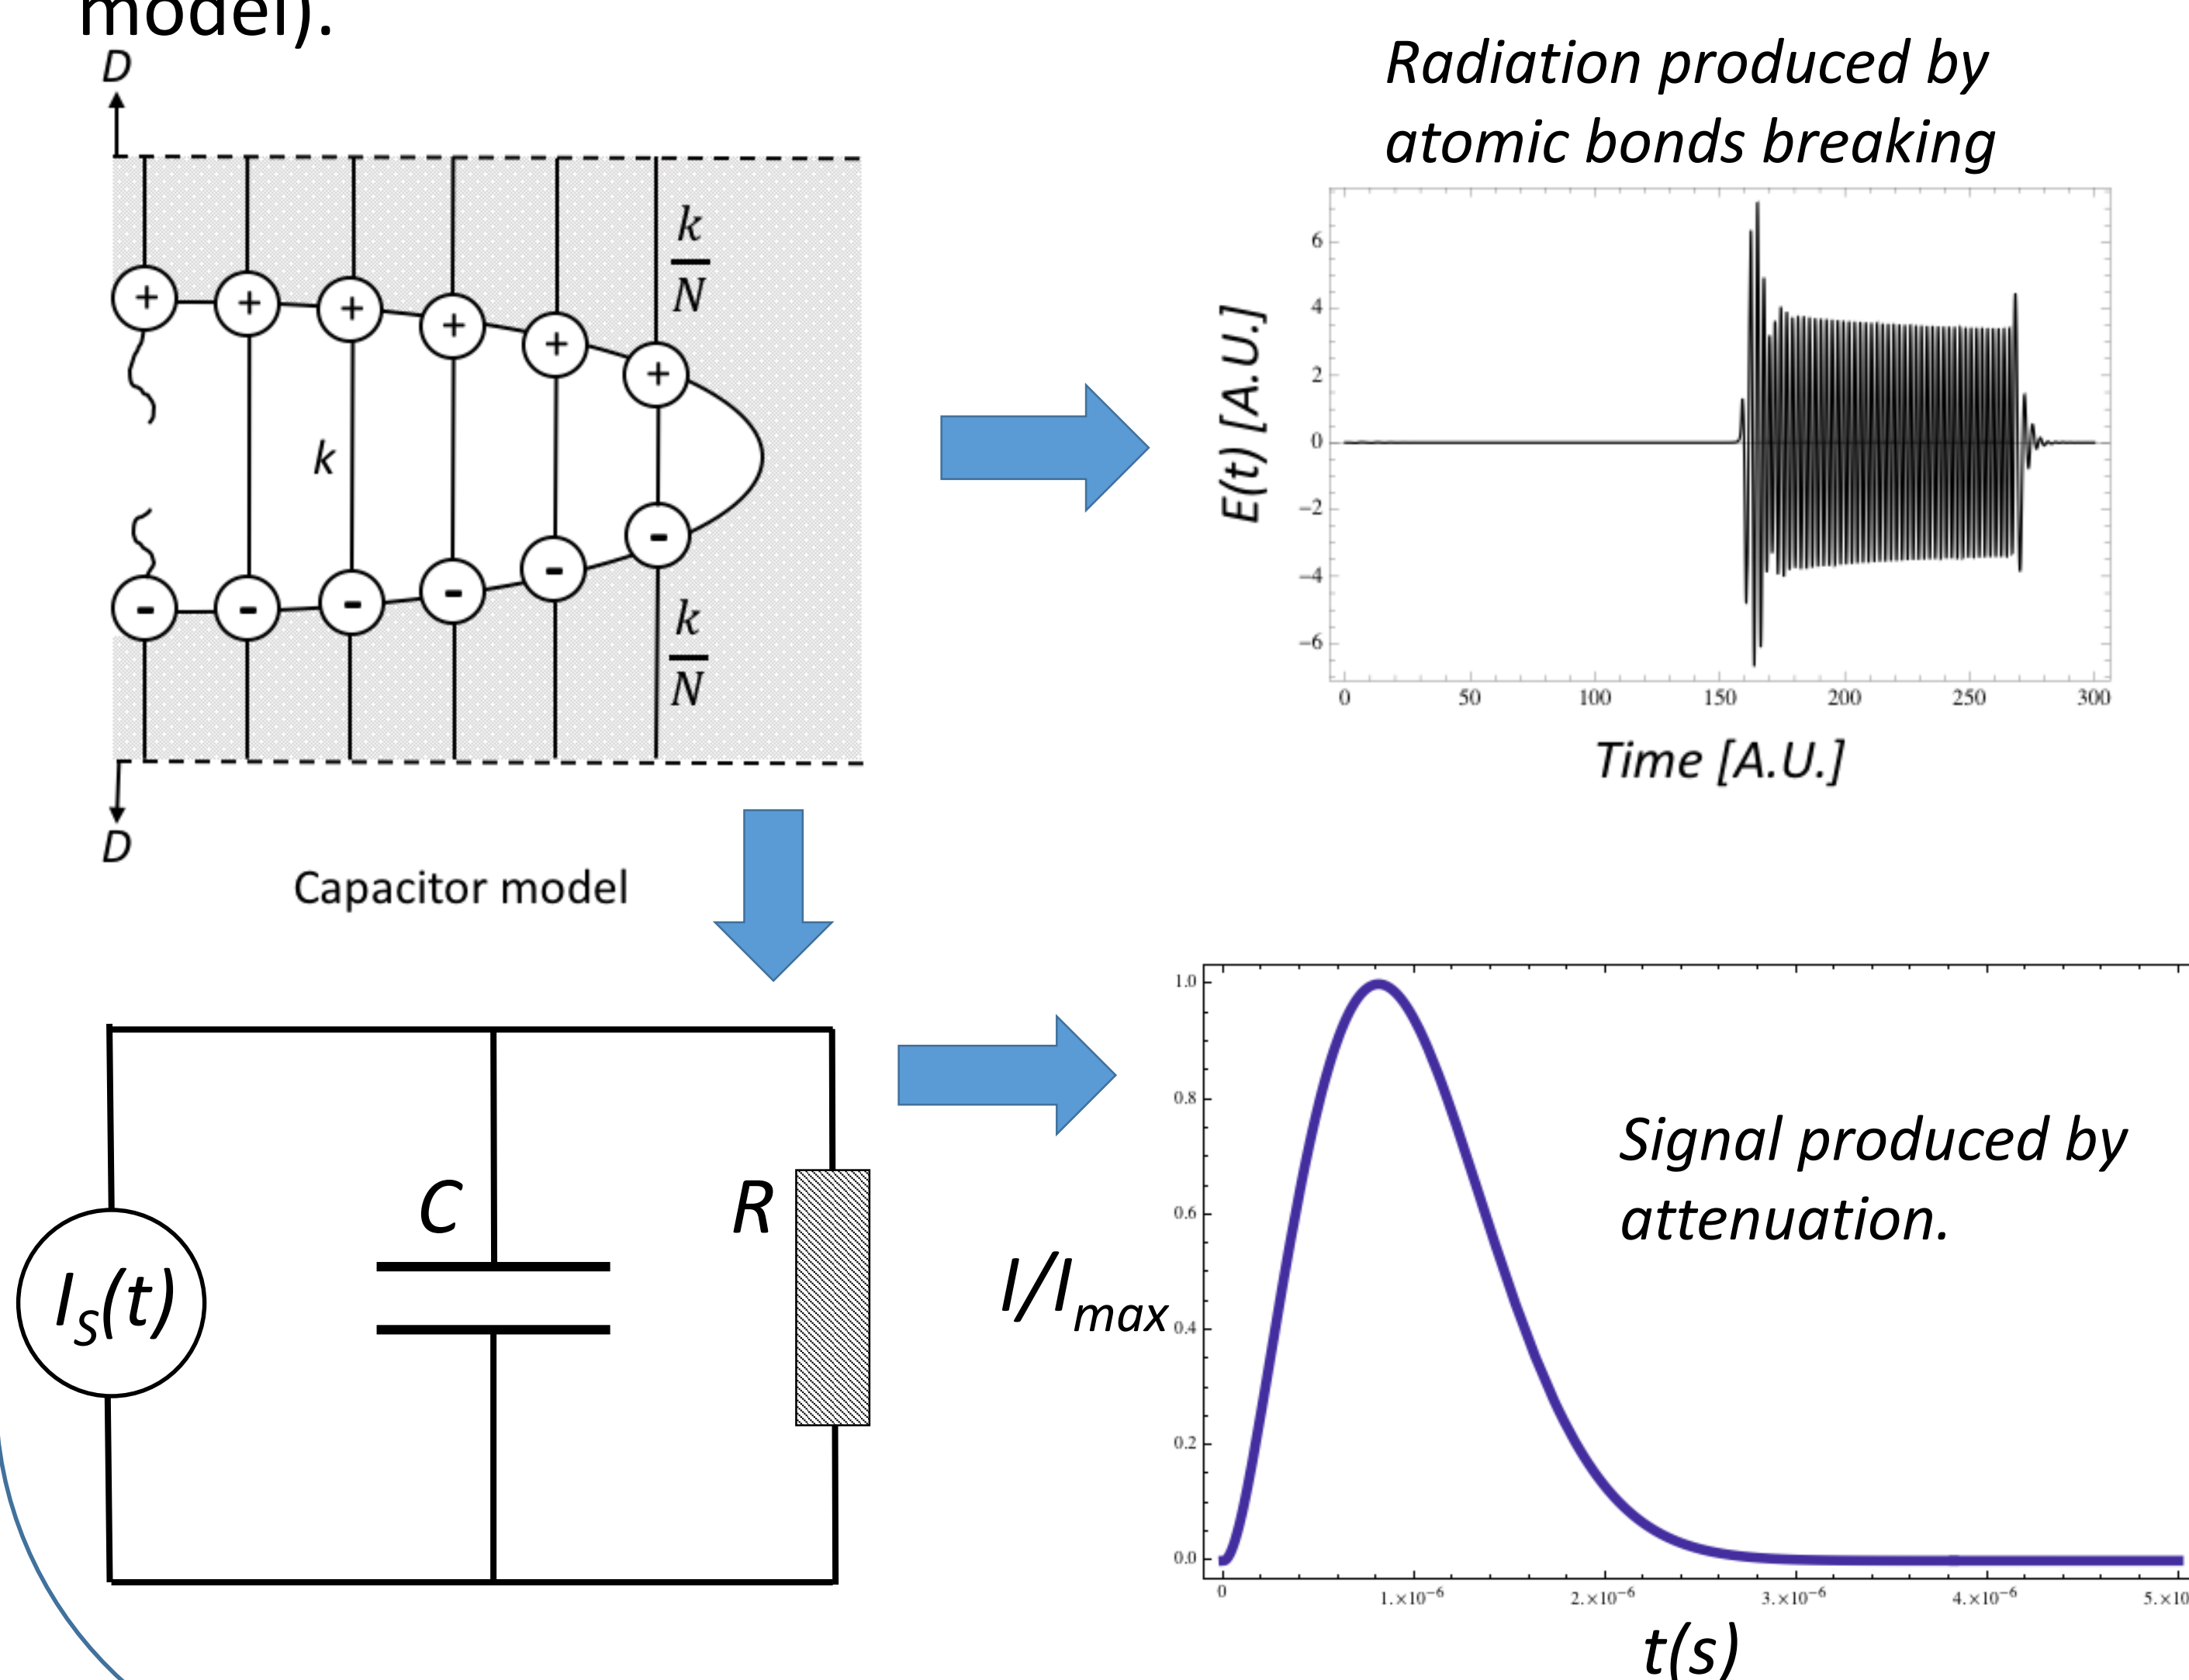 model).
D
k
N
+ + + + + +
k
- - - - - -
k
N
D
Capacitor model
Radiation produced by
atomic bonds breaking
E(t) [A.U.]
6
4
2
0
−2
−4
−6
0 50 100 150 200 250 300
Time [A.U.]
I_S(t)
C
R
I/I_max
1.0
0.8
0.6
0.4
0.2
0.0
Signal produced by
attenuation.
0 1.×10⁻⁶ 2.×10⁻⁶ 3.×10⁻⁶ 4.×10⁻⁶ 5.×10
t(s)